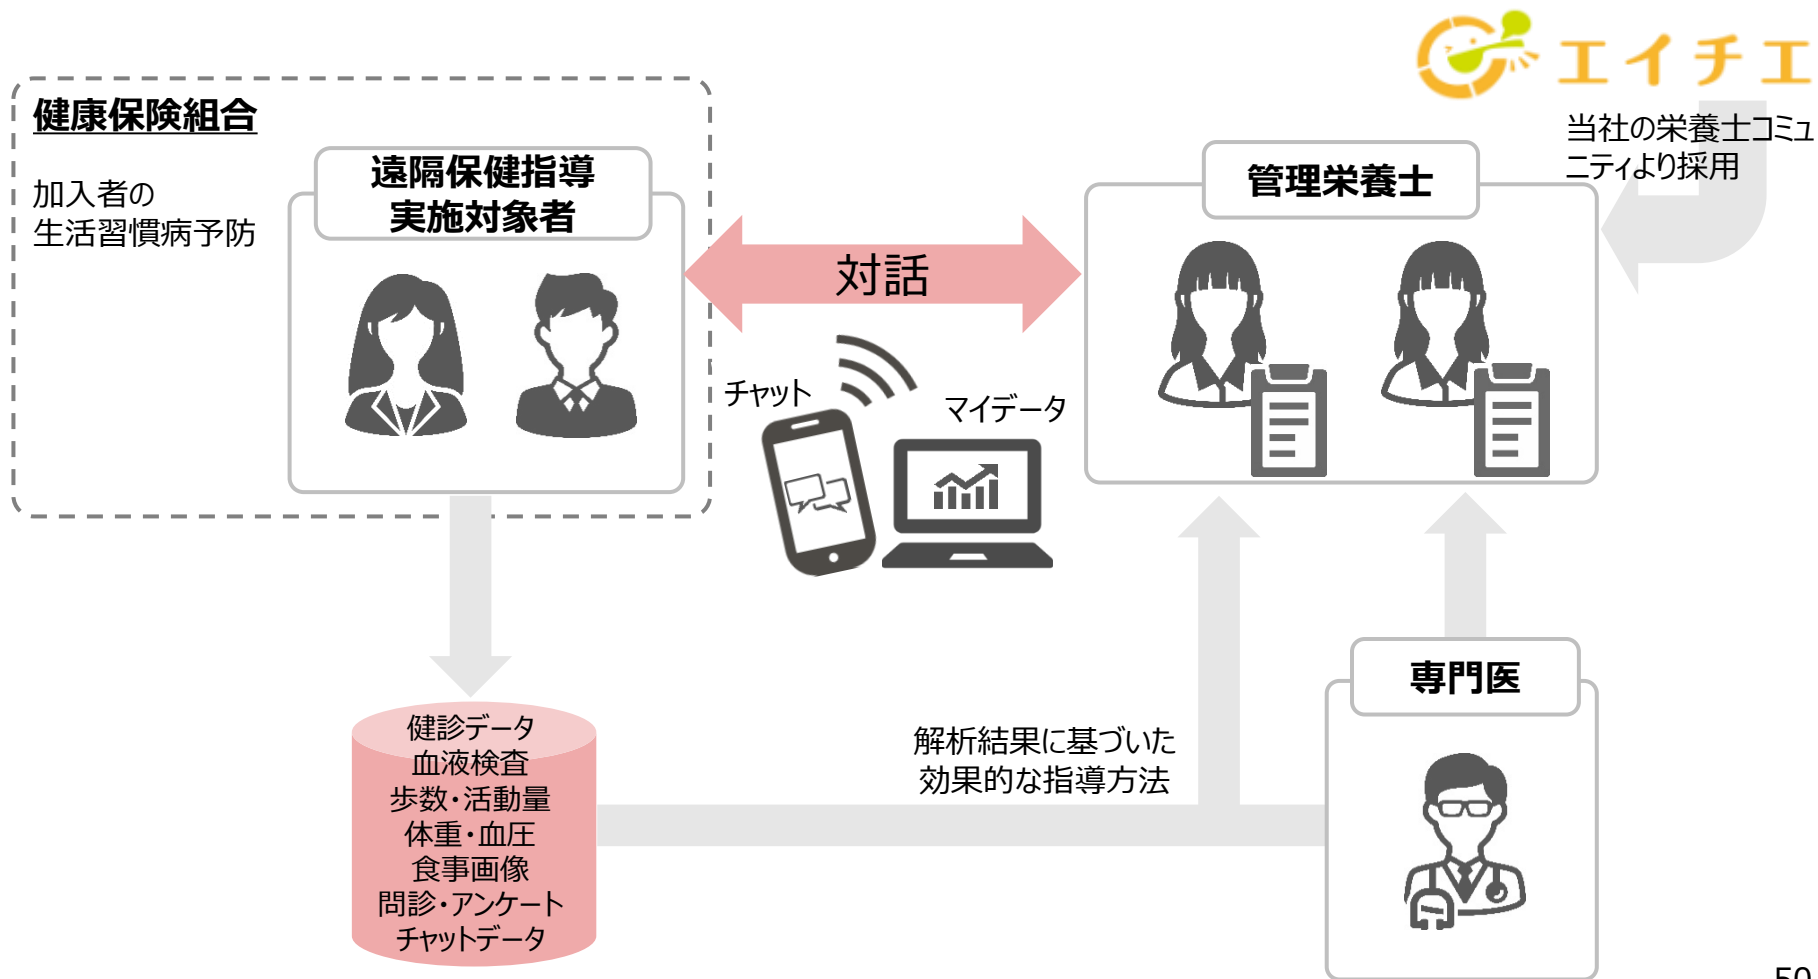 エイチエ
当社の栄養士コミュ
ニティより採用
健康保険組合
加入者の
生活習慣病予防
遠隔保健指導
実施対象者
対話
管理栄養士
チャット
マイデータ
専門医
解析結果に基づいた
効果的な指導方法
健診データ
血液検査
歩数・活動量
体重・血圧
食事画像
問診・アンケート
チャットデータ